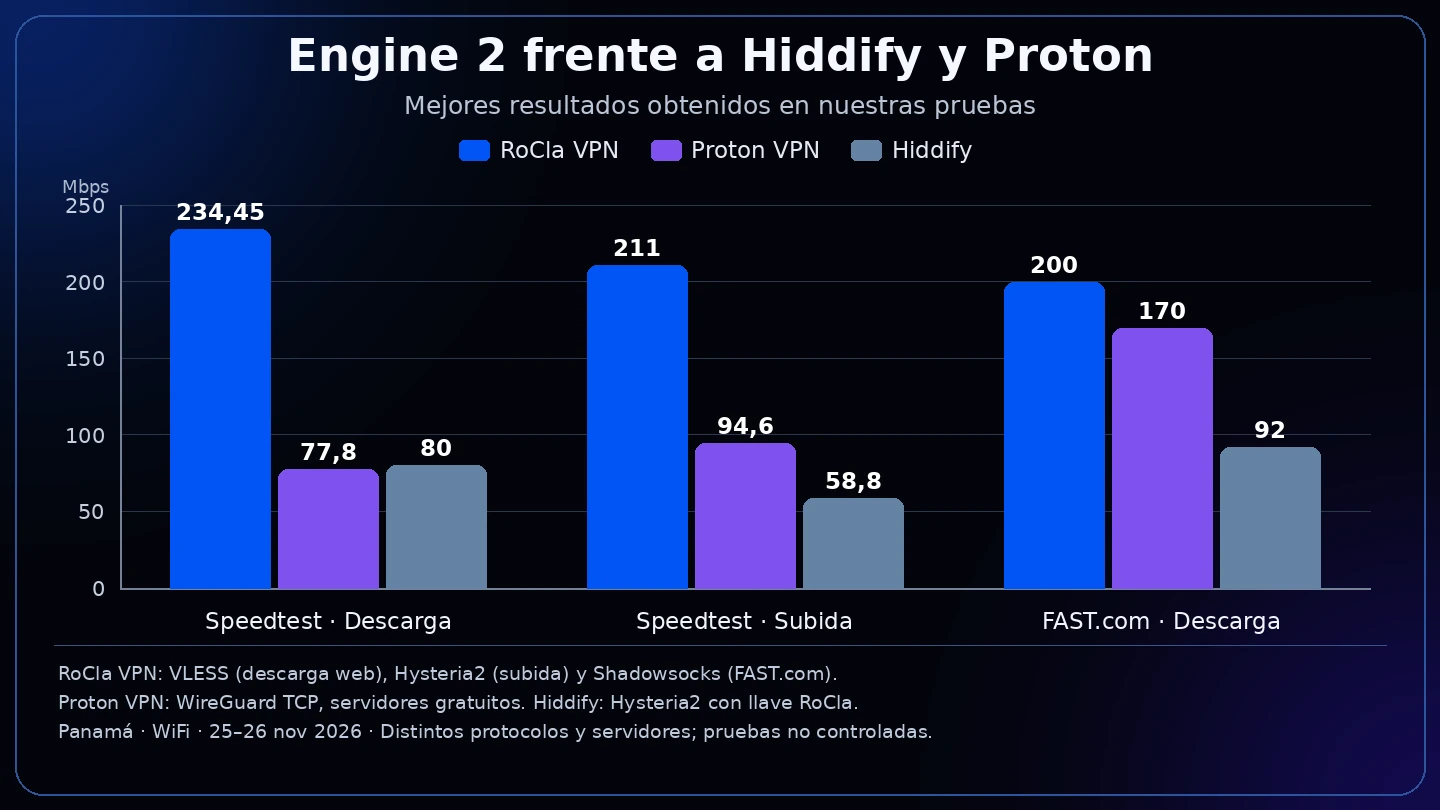 Engine 2 frente a Hiddify y Proton
Mejores resultados obtenidos en nuestras pruebas
RoCla VPN Proton VPN Hiddify
Mbps
250
200
150
100
50
0
234,45
77,8
80
211
94,6
58,8
200
170
92
Speedtest · Descarga
Speedtest · Subida
FAST.com · Descarga
RoCla VPN: VLESS (descarga web), Hysteria2 (subida) y Shadowsocks (FAST.com).
Proton VPN: WireGuard TCP, servidores gratuitos. Hiddify: Hysteria2 con llave RoCla.
Panamá · WiFi · 25–26 nov 2026 · Distintos protocolos y servidores; pruebas no controladas.